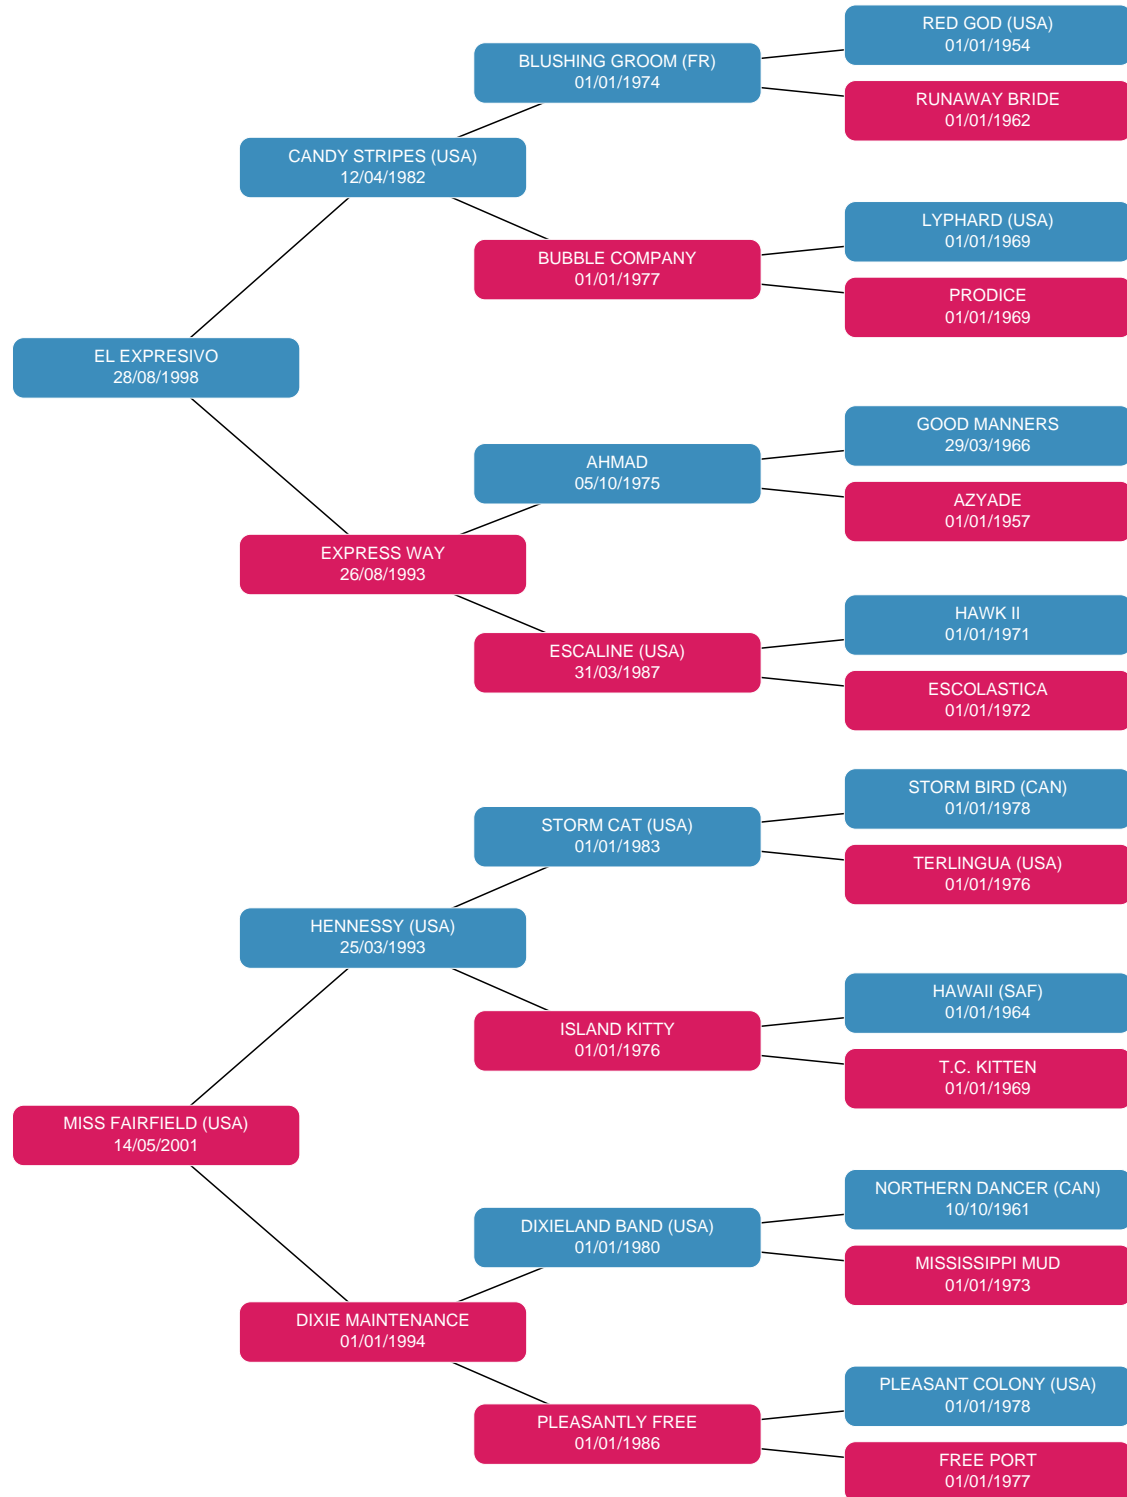 RED GOD (USA)
01/01/1954
BLUSHING GROOM (FR)
01/01/1974
RUNAWAY BRIDE
01/01/1962
CANDY STRIPES (USA)
12/04/1982
LYPHARD (USA)
01/01/1969
BUBBLE COMPANY
01/01/1977
PRODICE
01/01/1969
EL EXPRESIVO
28/08/1998
GOOD MANNERS
29/03/1966
AHMAD
05/10/1975
AZYADE
01/01/1957
EXPRESS WAY
26/08/1993
HAWK II
01/01/1971
ESCALINE (USA)
31/03/1987
ESCOLASTICA
01/01/1972
STORM BIRD (CAN)
01/01/1978
STORM CAT (USA)
01/01/1983
TERLINGUA (USA)
01/01/1976
HENNESSY (USA)
25/03/1993
HAWAII (SAF)
01/01/1964
ISLAND KITTY
01/01/1976
T.C. KITTEN
01/01/1969
MISS FAIRFIELD (USA)
14/05/2001
NORTHERN DANCER (CAN)
10/10/1961
DIXIELAND BAND (USA)
01/01/1980
MISSISSIPPI MUD
01/01/1973
DIXIE MAINTENANCE
01/01/1994
PLEASANT COLONY (USA)
01/01/1978
PLEASANTLY FREE
01/01/1986
FREE PORT
01/01/1977